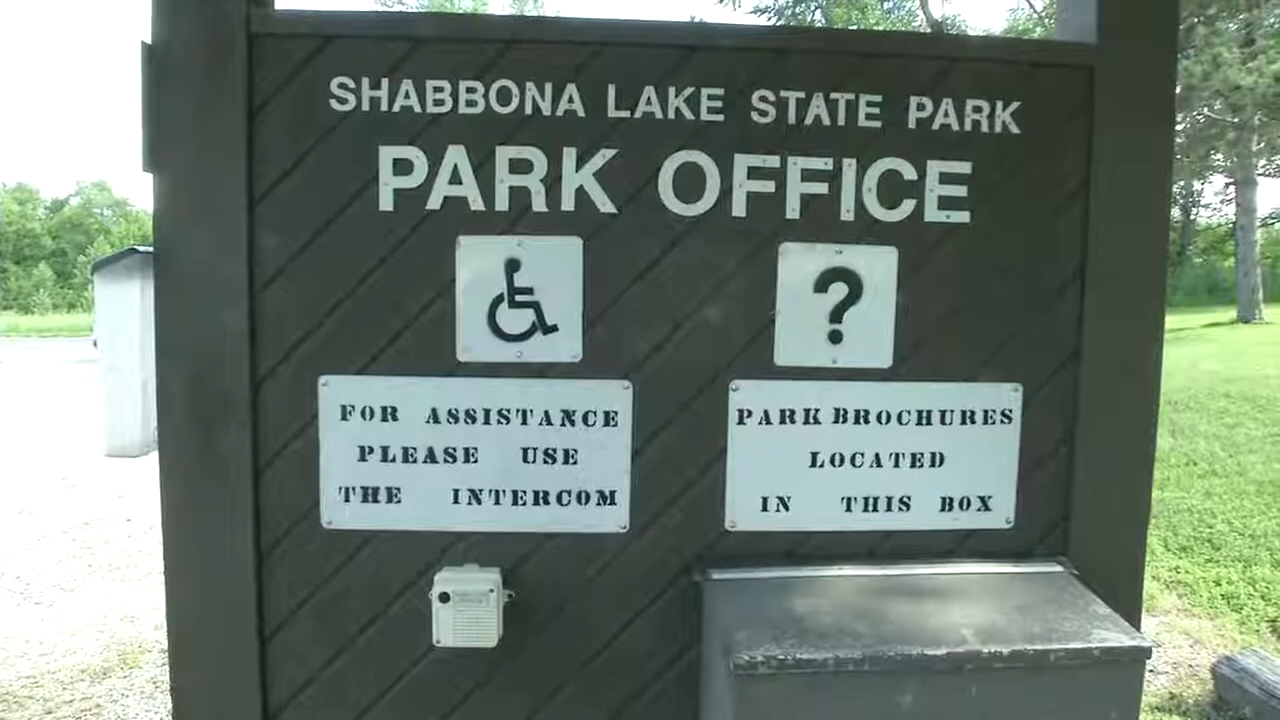 SHABBONA LAKE STATE PARK
PARK OFFICE
?
FOR ASSISTANCE
PLEASE USE
THE INTERCOM
PARK BROCHURES
LOCATED
IN THIS BOX